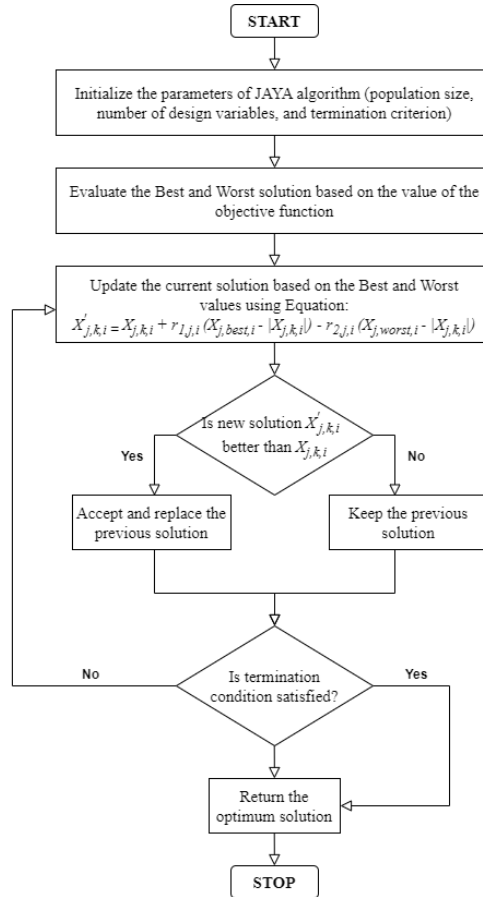 START
Initialize the parameters of JAYA algorithm (population size,
number of design variables, and termination criterion)
Evaluate the Best and Worst solution based on the value of the
objective function
Update the current solution based on the Best and Worst
values using Equation:
X'j,k,i = Xj,k,i + r1,j,i (Xj,best,i - |Xj,k,i|) - r2,j,i (Xj,worst,i - |Xj,k,i|)
Is new solution X'j,k,i
better than Xj,k,i
Yes
No
Accept and replace the
previous solution
Keep the previous
solution
No
Is termination
condition satisfied?
Yes
Return the
optimum solution
STOP